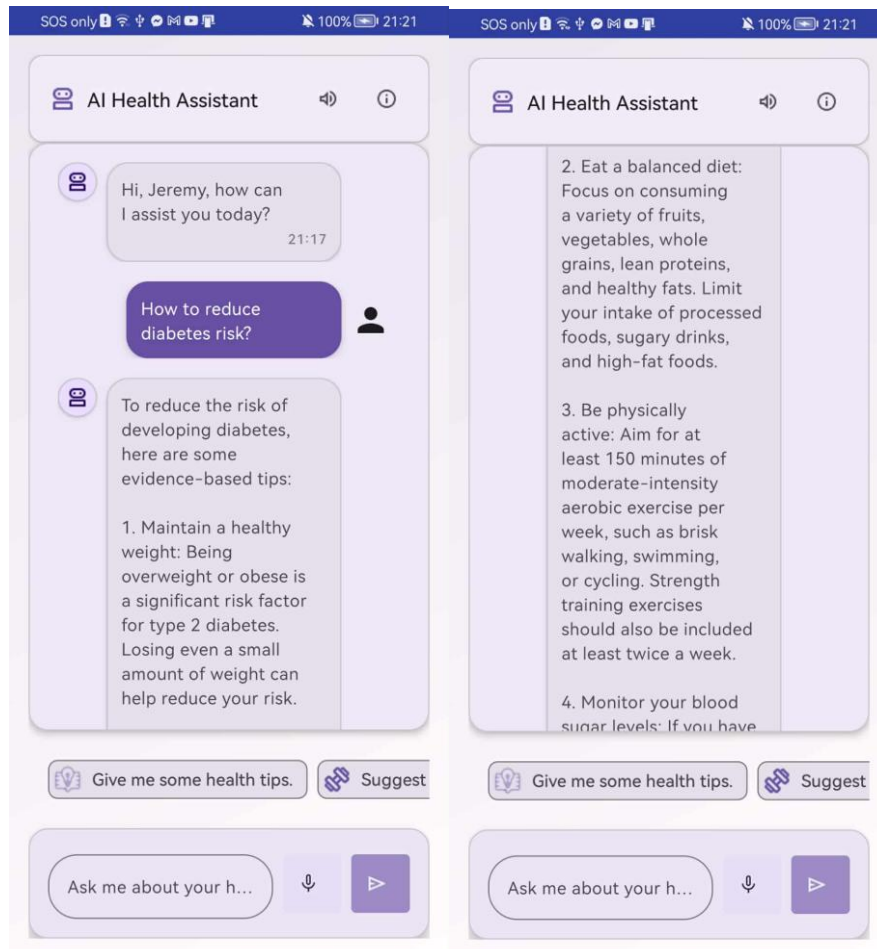 SOS only 100% 21:21
AI Health Assistant
Hi, Jeremy, how can
I assist you today?
21:17
How to reduce
diabetes risk?
To reduce the risk of
developing diabetes,
here are some
evidence-based tips:
1. Maintain a healthy
weight: Being
overweight or obese is
a significant risk factor
for type 2 diabetes.
Losing even a small
amount of weight can
help reduce your risk.
Give me some health tips.
Suggest
Ask me about your h...
SOS only 100% 21:21
AI Health Assistant
2. Eat a balanced diet:
Focus on consuming
a variety of fruits,
vegetables, whole
grains, lean proteins,
and healthy fats. Limit
your intake of processed
foods, sugary drinks,
and high-fat foods.
3. Be physically
active: Aim for at
least 150 minutes of
moderate-intensity
aerobic exercise per
week, such as brisk
walking, swimming,
or cycling. Strength
training exercises
should also be included
at least twice a week.
4. Monitor your blood
sugar levels: If you have
Give me some health tips.
Suggest
Ask me about your h...